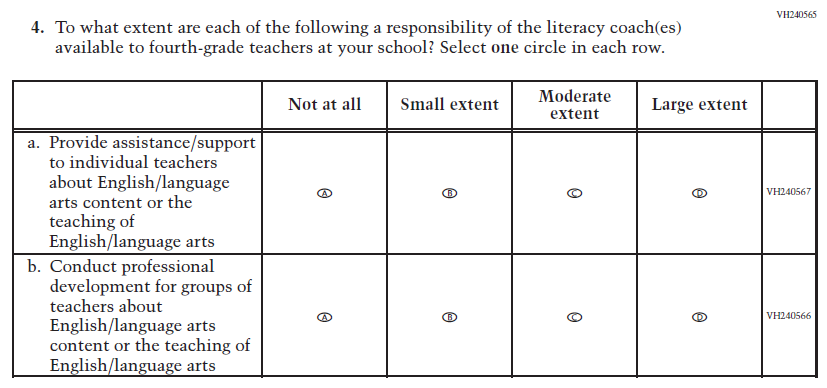 VH240565
4. To what extent are each of the following a responsibility of the literacy coach(es)
available to fourth-grade teachers at your school? Select one circle in each row.
Not at all Small extent Moderate extent Large extent
a. Provide assistance/support
to individual teachers
about English/language
arts content or the
teaching of
English/language arts
A B C D VH240567
b. Conduct professional
development for groups of
teachers about
English/language arts
content or the teaching of
English/language arts
A B C D VH240566